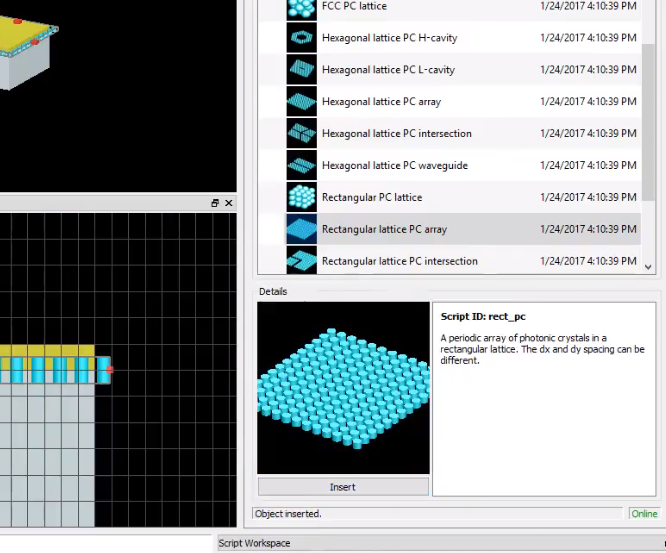 FCC PC lattice 1/24/2017 4:10:39 PM
Hexagonal lattice PC H-cavity 1/24/2017 4:10:39 PM
Hexagonal lattice PC L-cavity 1/24/2017 4:10:39 PM
Hexagonal lattice PC array 1/24/2017 4:10:39 PM
Hexagonal lattice PC intersection 1/24/2017 4:10:39 PM
Hexagonal lattice PC waveguide 1/24/2017 4:10:39 PM
Rectangular PC lattice 1/24/2017 4:10:39 PM
Rectangular lattice PC array 1/24/2017 4:10:39 PM
Rectangular lattice PC intersection 1/24/2017 4:10:39 PM
Details
Script ID: rect_pc
A periodic array of photonic crystals in a
rectangular lattice. The dx and dy spacing can be
different.
Insert
Object inserted. Online
Script Workspace